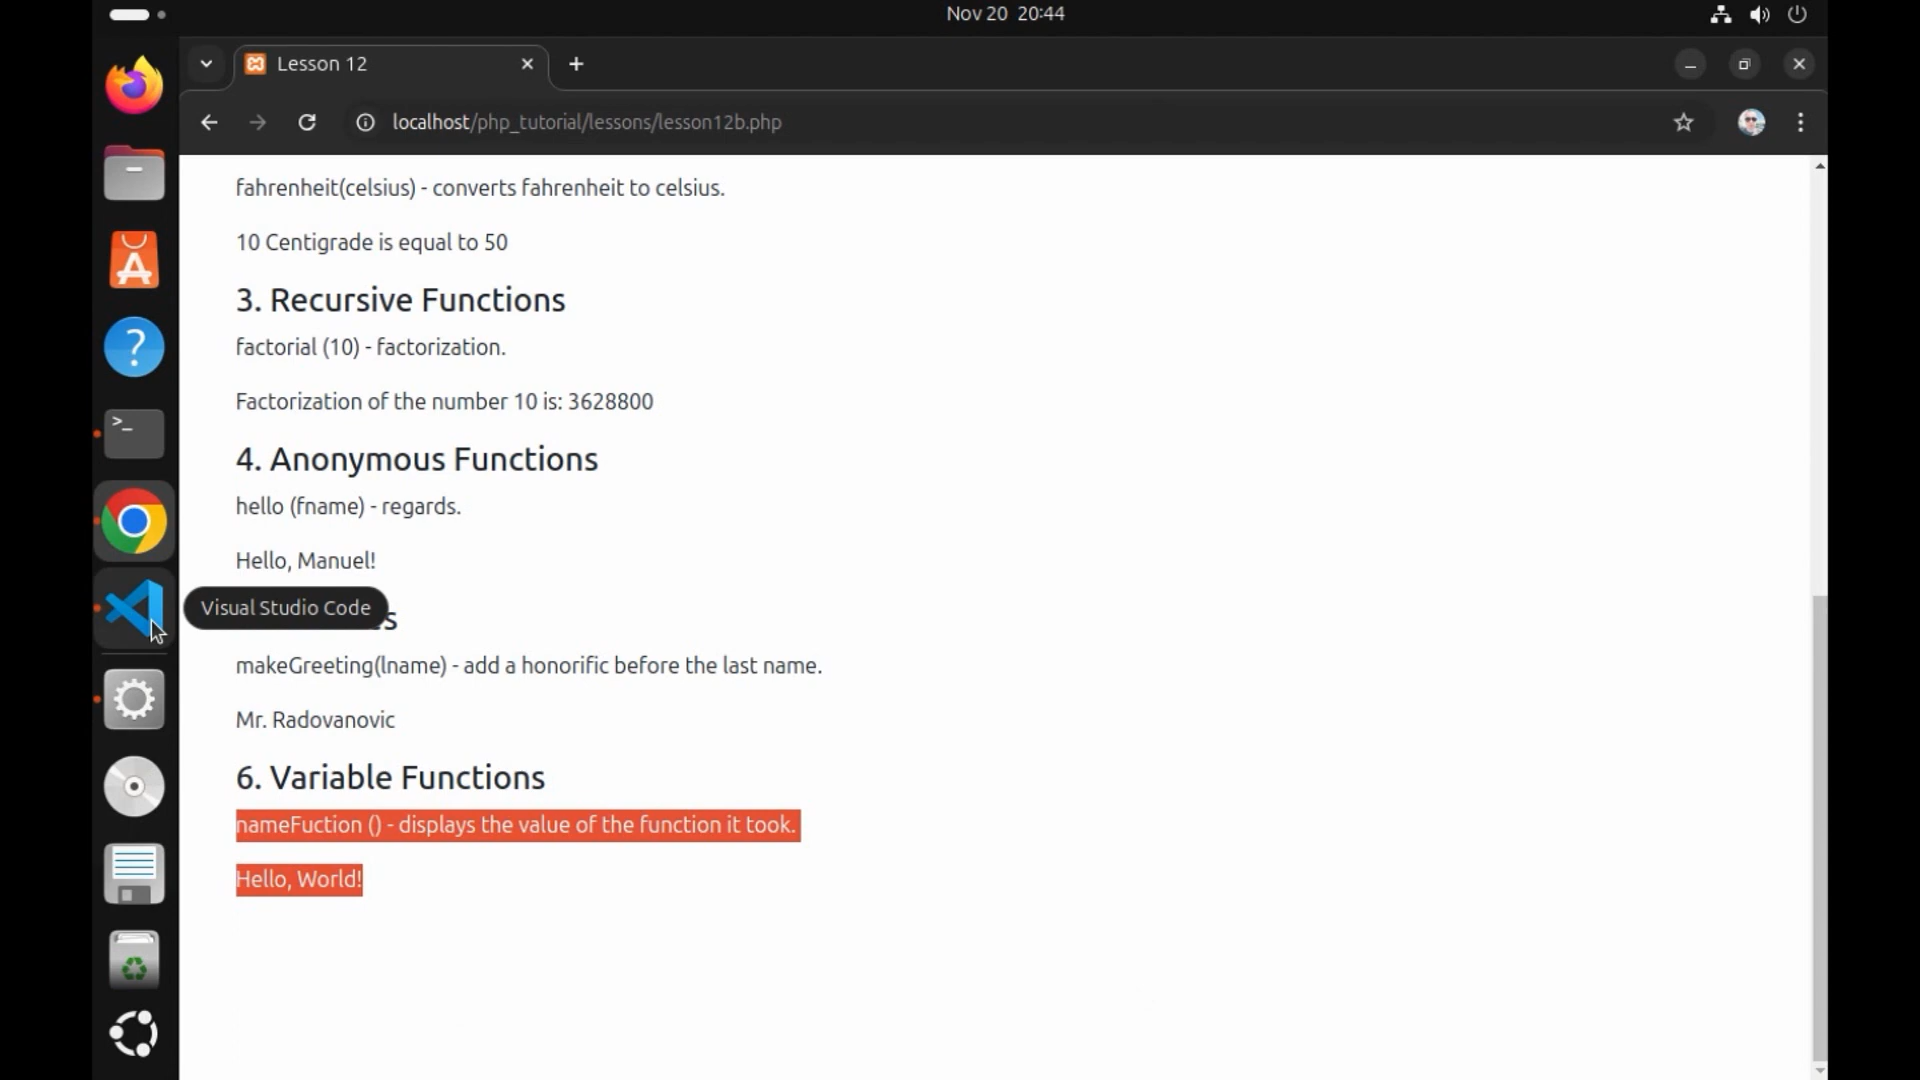 Nov 20 20:44
Lesson 12
localhost/php_tutorial/lessons/lesson12b.php
fahrenheit(celsius) - converts fahrenheit to celsius.
10 Centigrade is equal to 50
3. Recursive Functions
factorial (10) - factorization.
Factorization of the number 10 is: 3628800
4. Anonymous Functions
hello (fname) - regards.
Hello, Manuel!
Visual Studio Code
makeGreeting(lname) - add a honorific before the last name.
Mr. Radovanovic
6. Variable Functions
nameFuction () - displays the value of the function it took.
Hello, World!